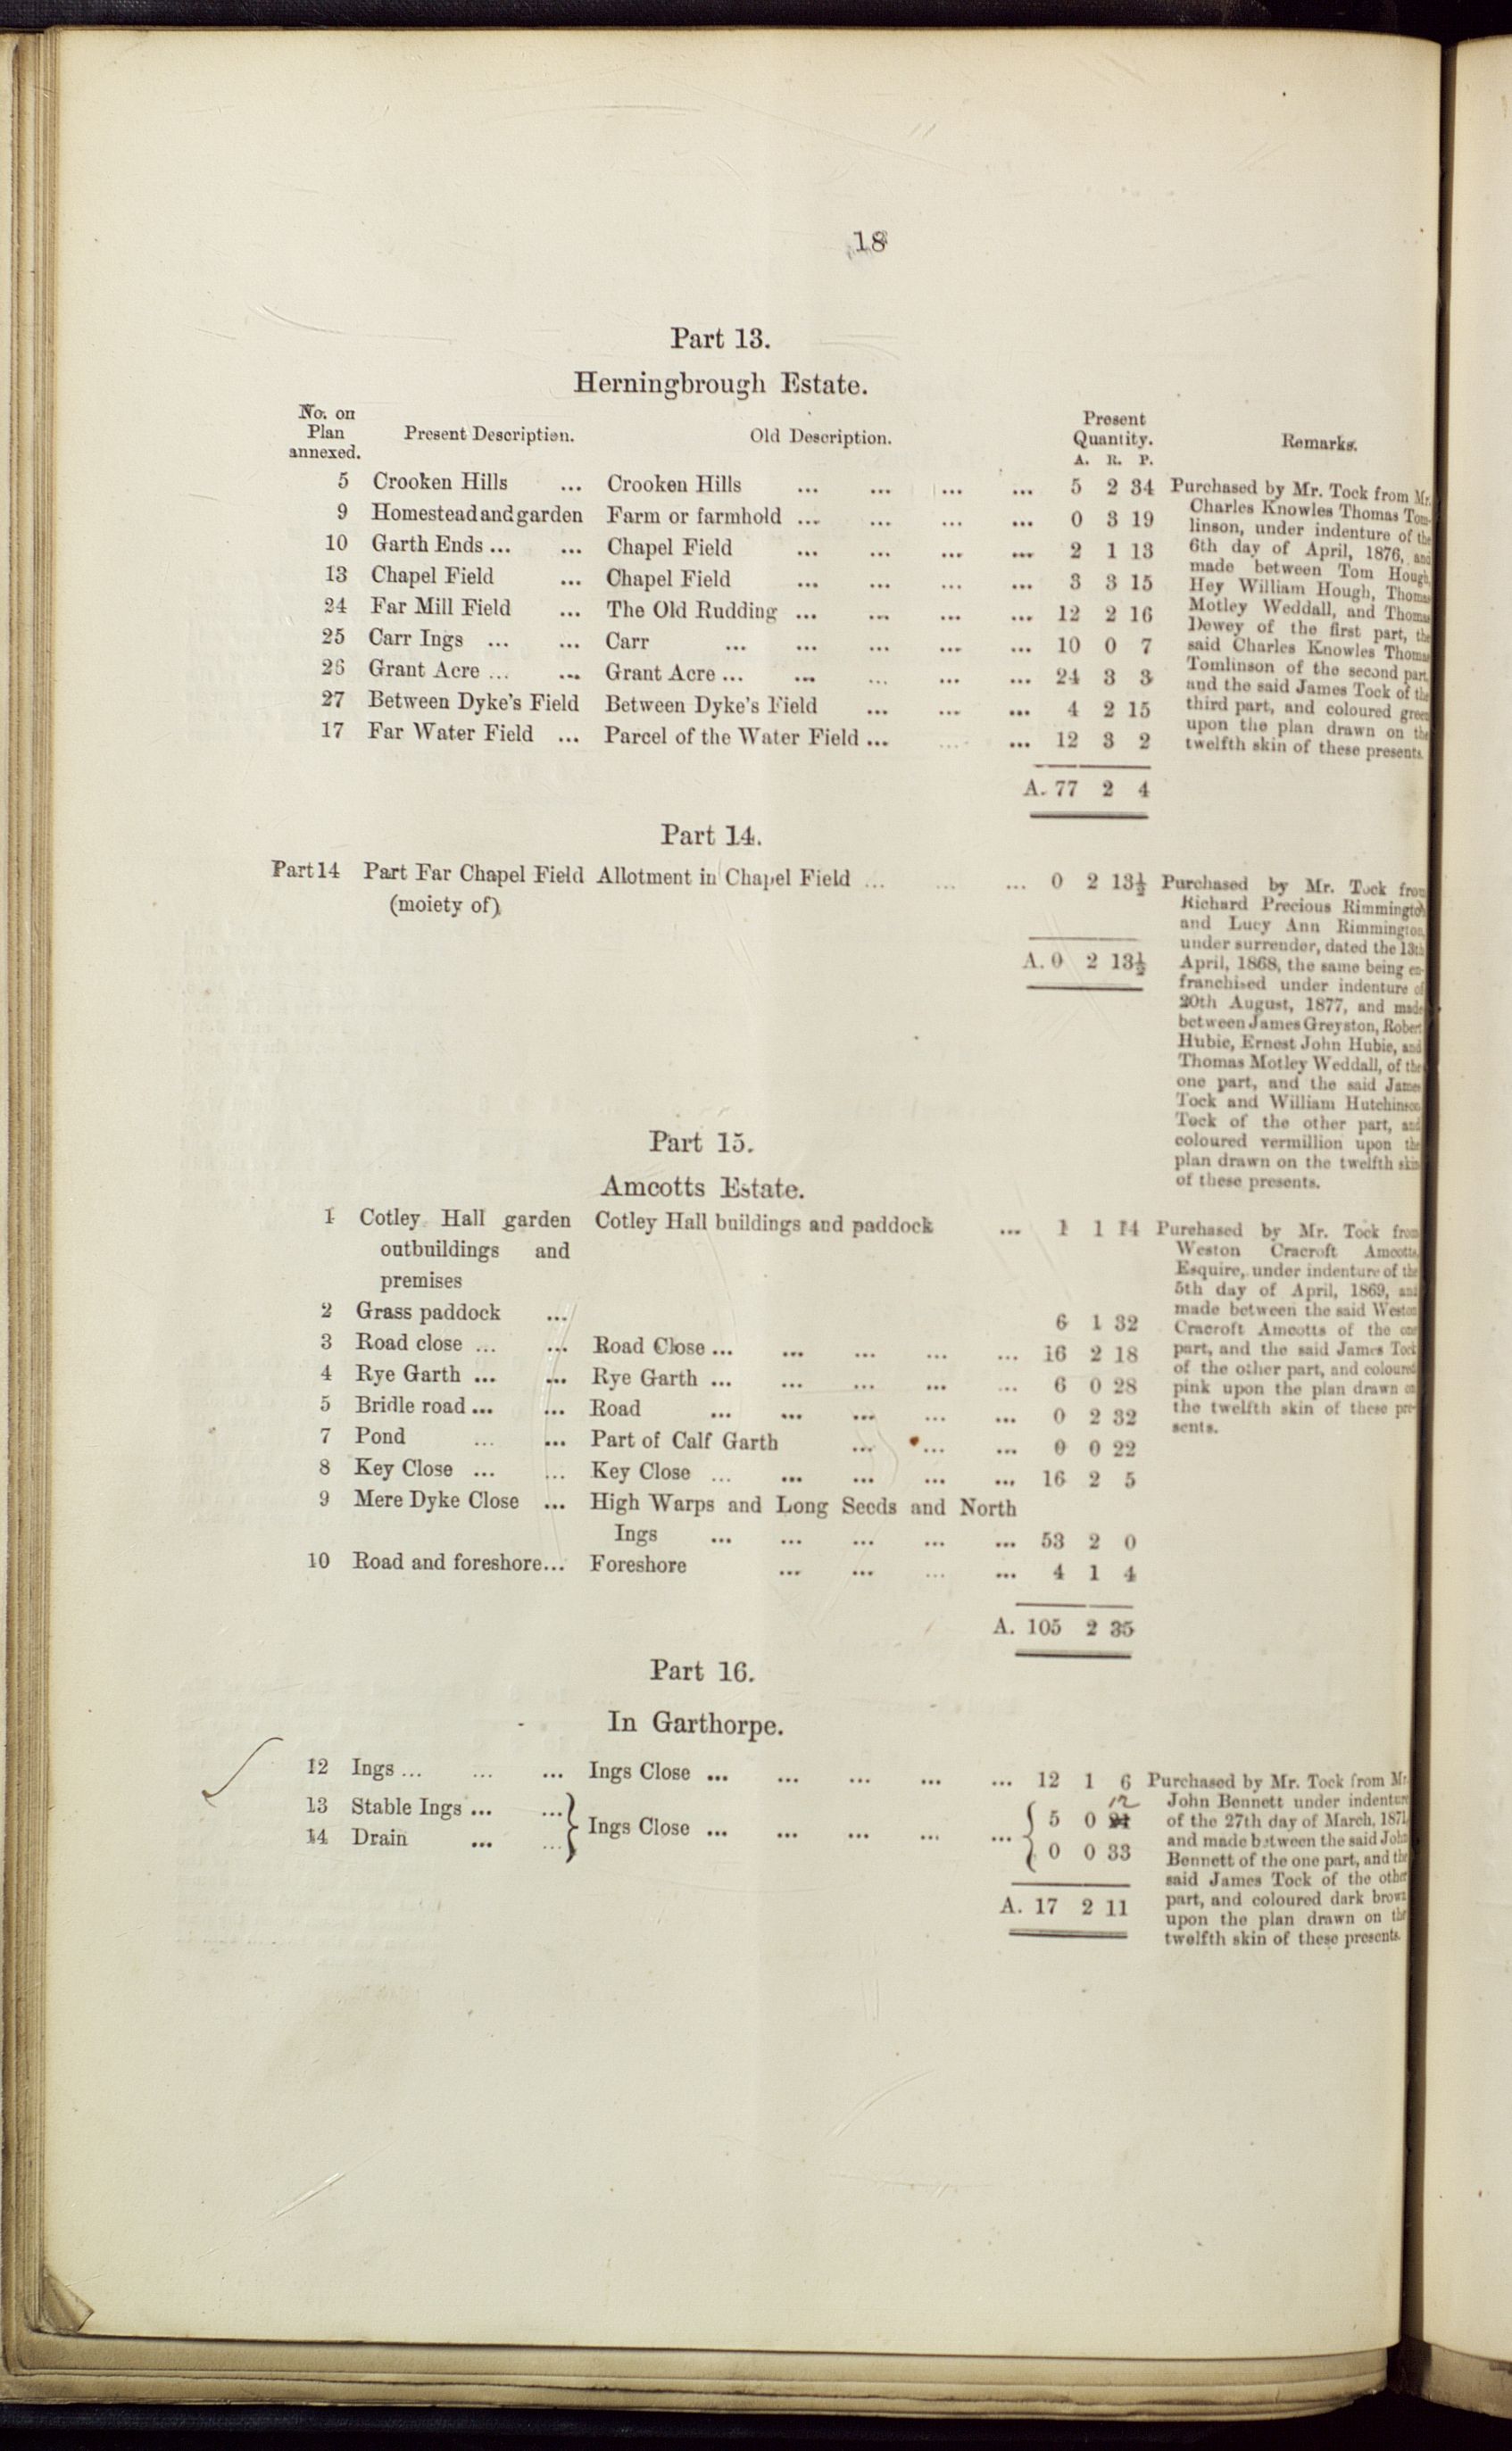 18
Part 13.
Herningbrough Estate.
No. on Plan annexed. Present Description. Old Description. Present Quantity. Remarks.
A. R. P.
5 Crooken Hills ... Crooken Hills ... ... ... ... 5 2 34
9 Homestead and garden Farm or farmhold ... ... ... ... 0 3 19
10 Garth Ends ... ... Chapel Field ... ... ... ... 2 1 13
13 Chapel Field ... Chapel Field ... ... ... ... 3 3 15
24 Far Mill Field ... The Old Rudding ... ... ... ... 12 2 16
25 Carr Ings ... ... Carr ... ... ... ... ... 10 0 7
26 Grant Acre ... ... Grant Acre ... ... ... ... ... 24 3 3
27 Between Dyke's Field Between Dyke's Field ... ... ... 4 2 15
17 Far Water Field ... Parcel of the Water Field ... ... ... 12 3 2
A. 77 2 4
Purchased by Mr. Tock from Mr.
Charles Knowles Thomas Tom-
linson, under indenture of the
6th day of April, 1876, and
made between Tom Hough,
Hey William Hough, Thomas
Motley Weddall, and Thomas
Dewey of the first part, the
said Charles Knowles Thomas
Tomlinson of the second part,
and the said James Tock of the
third part, and coloured green
upon the plan drawn on the
twelfth skin of these presents.
Part 14.
Part 14 Part Far Chapel Field Allotment in Chapel Field ... ... ... 0 2 13½
(moiety of)
A. 0 2 13½
Purchased by Mr. Tock from
Richard Precious Rimmington
and Lucy Ann Rimmington,
under surrender, dated the 13th
April, 1868, the same being en-
franchised under indenture of
20th August, 1877, and made
between James Greyston, Robert
Hubie, Ernest John Hubie, and
Thomas Motley Weddall, of the
one part, and the said James
Tock and William Hutchinson
Tock of the other part, and
coloured vermillion upon the
plan drawn on the twelfth skin
of these presents.
Part 15.
Amcotts Estate.
1 Cotley Hall garden Cotley Hall buildings and paddock ... 1 1 14
outbuildings and
premises
2 Grass paddock ... 6 1 32
3 Road close ... ... Road Close ... ... ... ... ... 16 2 18
4 Rye Garth ... ... Rye Garth ... ... ... ... ... 6 0 28
5 Bridle road ... ... Road ... ... ... ... ... 0 2 32
7 Pond ... ... Part of Calf Garth ... ... ... 0 0 22
8 Key Close ... ... Key Close ... ... ... ... ... 16 2 5
9 Mere Dyke Close ... High Warps and Long Seeds and North
Ings ... ... ... ... ... 53 2 0
10 Road and foreshore ... Foreshore ... ... ... ... 4 1 4
A. 105 2 35
Purchased by Mr. Tock from
Weston Cracroft Amcotts,
Esquire, under indenture of the
5th day of April, 1869, and
made between the said Weston
Cracroft Amcotts of the one
part, and the said James Tock
of the other part, and coloured
pink upon the plan drawn on
the twelfth skin of these pre-
sents.
Part 16.
In Garthorpe.
12 Ings ... ... ... Ings Close ... ... ... ... ... 12 1 6
12
13 Stable Ings ... ... 5 0
Ings Close ... ... ... ... ...
14 Drain ... ... 0 0 33
A. 17 2 11
Purchased by Mr. Tock from Mr.
John Bennett under indenture
of the 27th day of March, 1871,
and made between the said John
Bennett of the one part, and the
said James Tock of the other
part, and coloured dark brown
upon the plan drawn on the
twelfth skin of these presents.